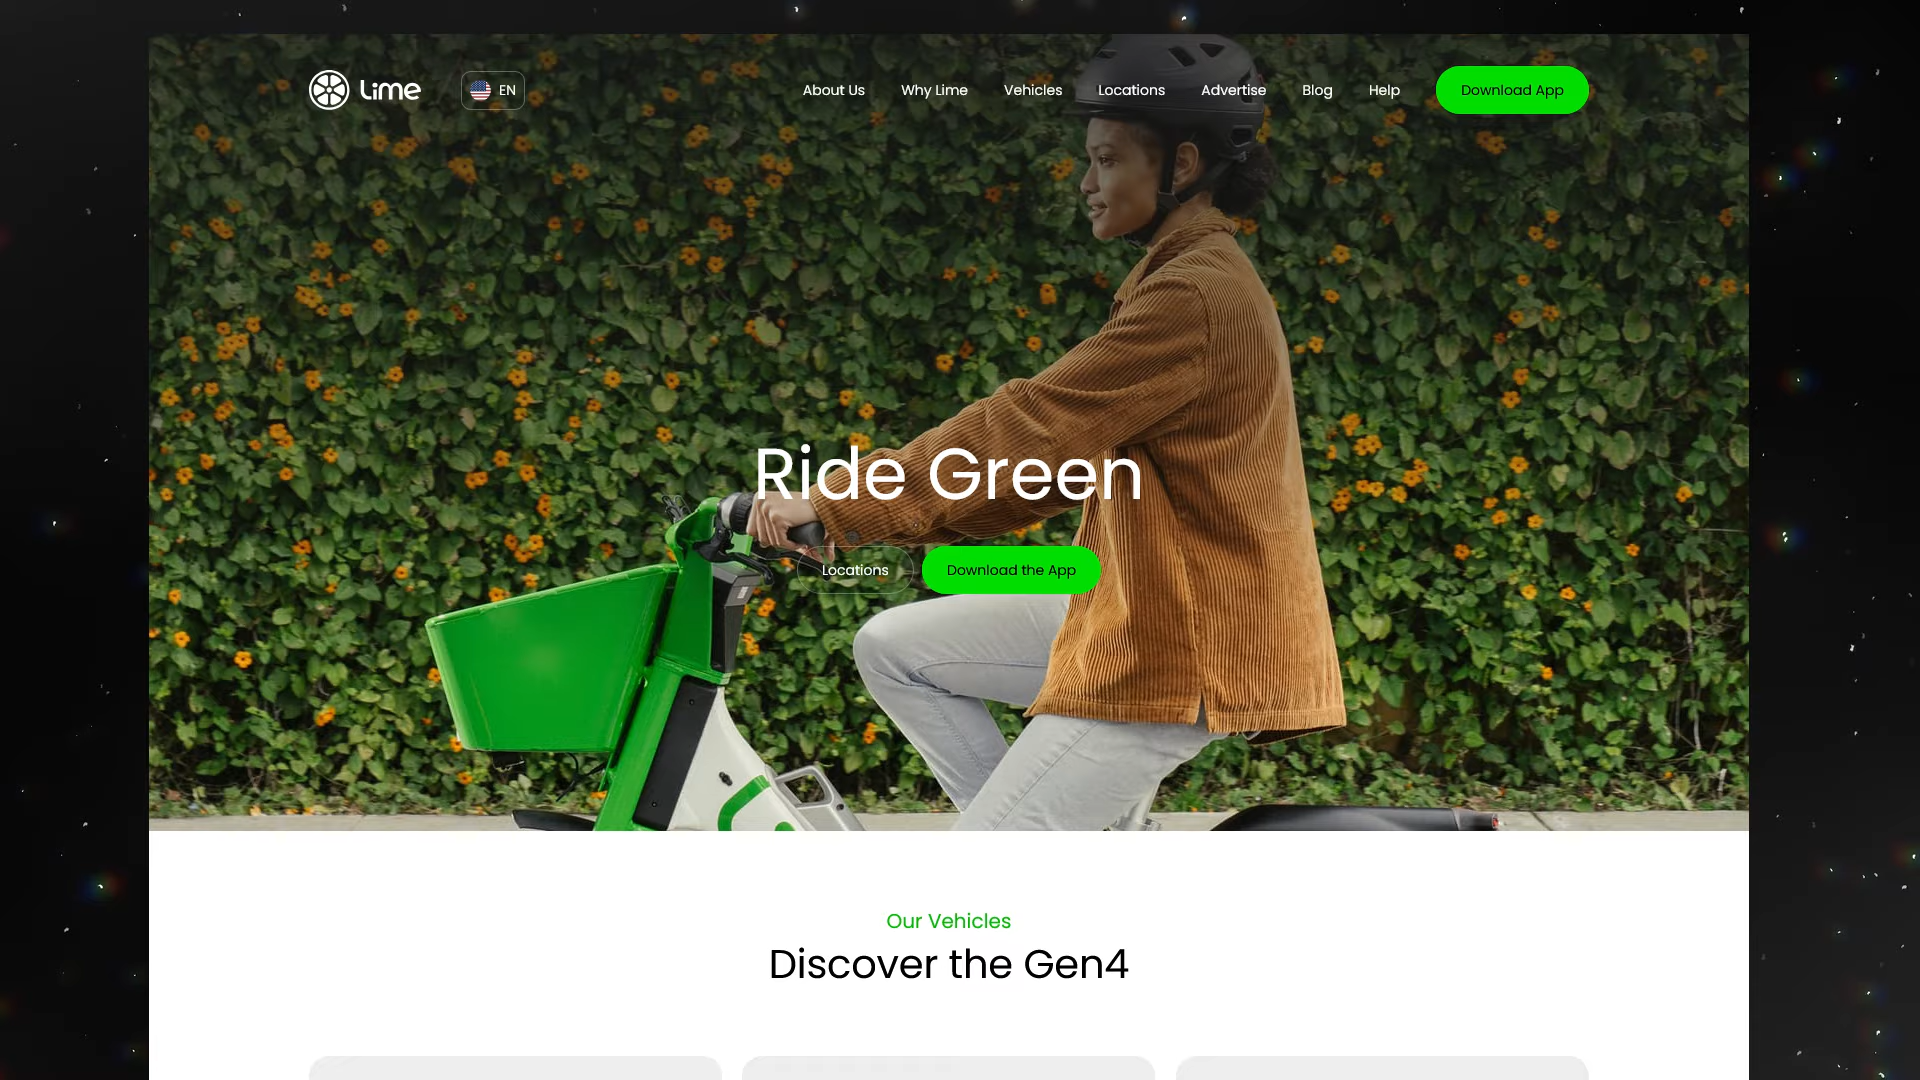 Lime
EN
About Us
Why Lime
Vehicles
Locations
Advertise
Blog
Help
Download App
Ride Green
Locations
Download the App
Our Vehicles
Discover the Gen4